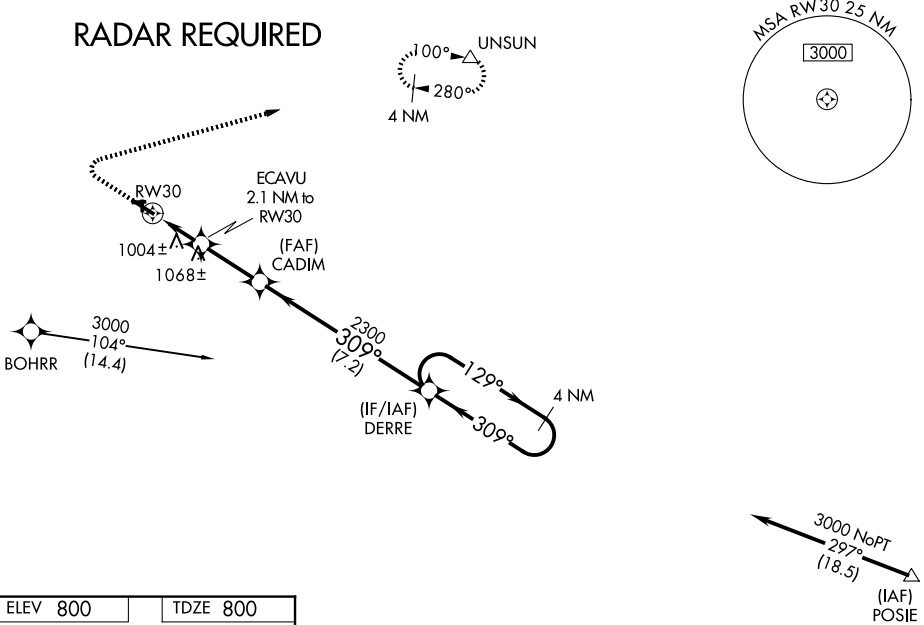 RADAR REQUIRED
100°
UNSUN
280°
4 NM
MSA RW30 25 NM
3000
RW30
ECAVU
2.1 NM to
RW30
1004±
1068±
(FAF)
CADIM
BOHRR
3000
104°
(14.4)
2300
309°
(7.2)
129°
4 NM
309°
(IF/IAF)
DERRE
3000 NoPT
297°
(18.5)
(IAF)
POSIE
ELEV 800
TDZE 800